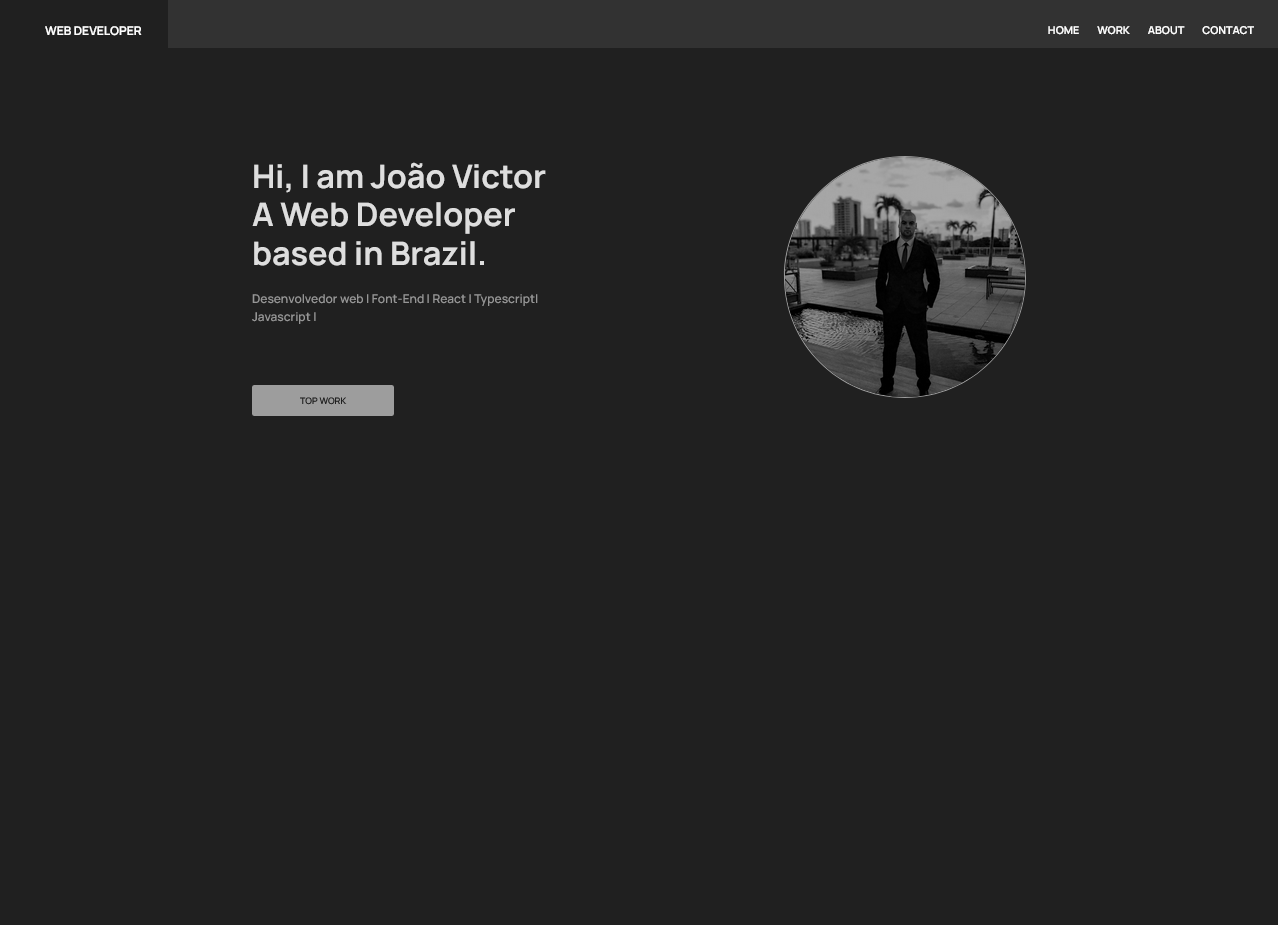 WEB DEVELOPER
HOME WORK ABOUT CONTACT
Hi, I am João Victor
A Web Developer
based in Brazil.
Desenvolvedor web | Font-End | React | Typescript|
Javascript |
TOP WORK